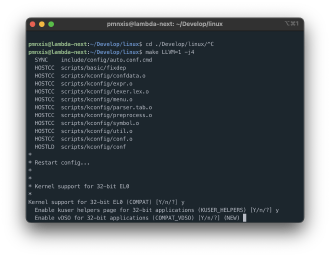 pmnxis@lambda-next:~/Develop/linux
pmnxis@lambda-next:~/Develop/linux$ cd ./Develop/linux/^C
pmnxis@lambda-next:~/Develop/linux$ make LLVM=1 -j4
SYNC include/config/auto.conf.cmd
HOSTCC scripts/basic/fixdep
HOSTCC scripts/kconfig/confdata.o
HOSTCC scripts/kconfig/expr.o
HOSTCC scripts/kconfig/lexer.lex.o
HOSTCC scripts/kconfig/menu.o
HOSTCC scripts/kconfig/parser.tab.o
HOSTCC scripts/kconfig/preprocess.o
HOSTCC scripts/kconfig/symbol.o
HOSTCC scripts/kconfig/util.o
HOSTCC scripts/kconfig/conf.o
HOSTLD scripts/kconfig/conf
*
* Restart config...
*
*
* Kernel support for 32-bit EL0
*
Kernel support for 32-bit EL0 (COMPAT) [Y/n/?] y
Enable kuser helpers page for 32-bit applications (KUSER_HELPERS) [Y/n/?] y
Enable vDSO for 32-bit applications (COMPAT_VDSO) [Y/n/?] (NEW)